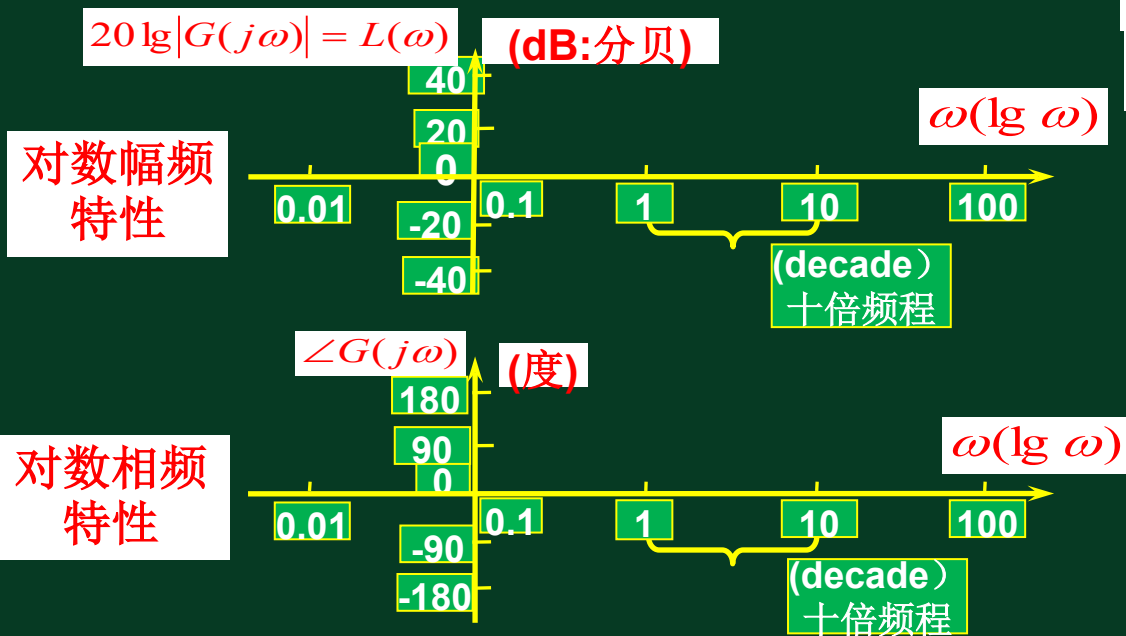 20lg|G(jω)| = L(ω)
(dB:分贝)
40
20
0
-20
-40
ω(lg ω)
对数幅频
特性
0.01
0.1
1
10
100
(decade）
十倍频程
∠G(jω)
(度)
180
90
0
-90
-180
ω(lg ω)
对数相频
特性
0.01
0.1
1
10
100
(decade）
十倍频程